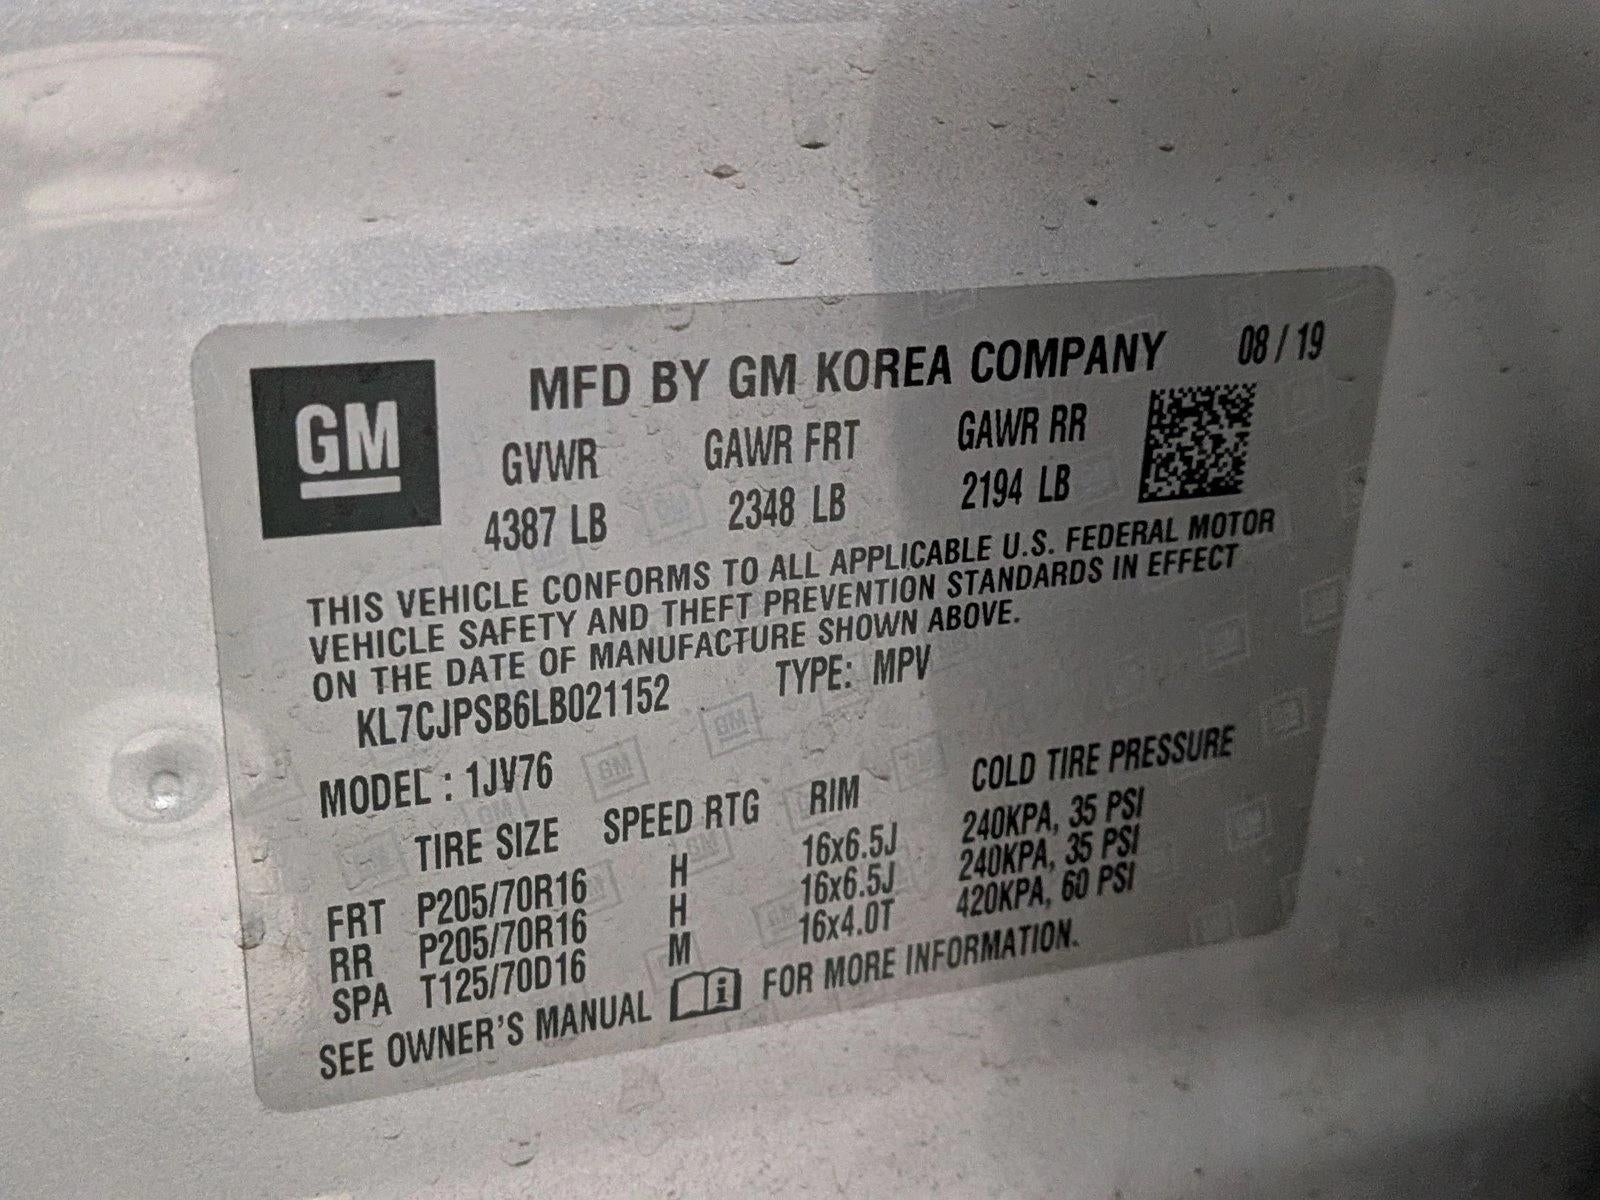 GM
MFD BY GM KOREA COMPANY 08 / 19
GVWR GAWR FRT GAWR RR
4387 LB 2348 LB 2194 LB
THIS VEHICLE CONFORMS TO ALL APPLICABLE U.S. FEDERAL MOTOR
VEHICLE SAFETY AND THEFT PREVENTION STANDARDS IN EFFECT
ON THE DATE OF MANUFACTURE SHOWN ABOVE.
KL7CJPSB6LB021152 TYPE: MPV
MODEL : 1JV76
TIRE SIZE SPEED RTG RIM COLD TIRE PRESSURE
FRT P205/70R16 H 16x6.5J 240KPA, 35 PSI
RR P205/70R16 H 16x6.5J 240KPA, 35 PSI
SPA T125/70D16 M 16x4.0T 420KPA, 60 PSI
SEE OWNER'S MANUAL i FOR MORE INFORMATION.